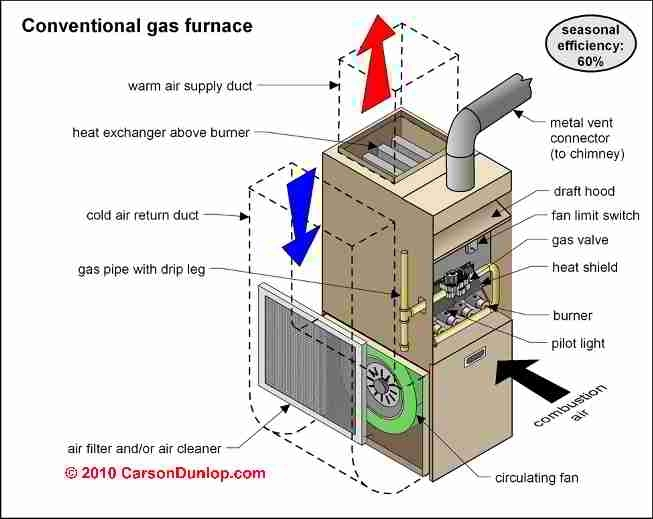 Conventional gas furnace
seasonal
efficiency:
60%
warm air supply duct
heat exchanger above burner
metal vent
connector
(to chimney)
draft hood
cold air return duct
fan limit switch
gas valve
gas pipe with drip leg
heat shield
burner
pilot light
combustion
air
air filter and/or air cleaner
circulating fan
© 2010 CarsonDunlop.com